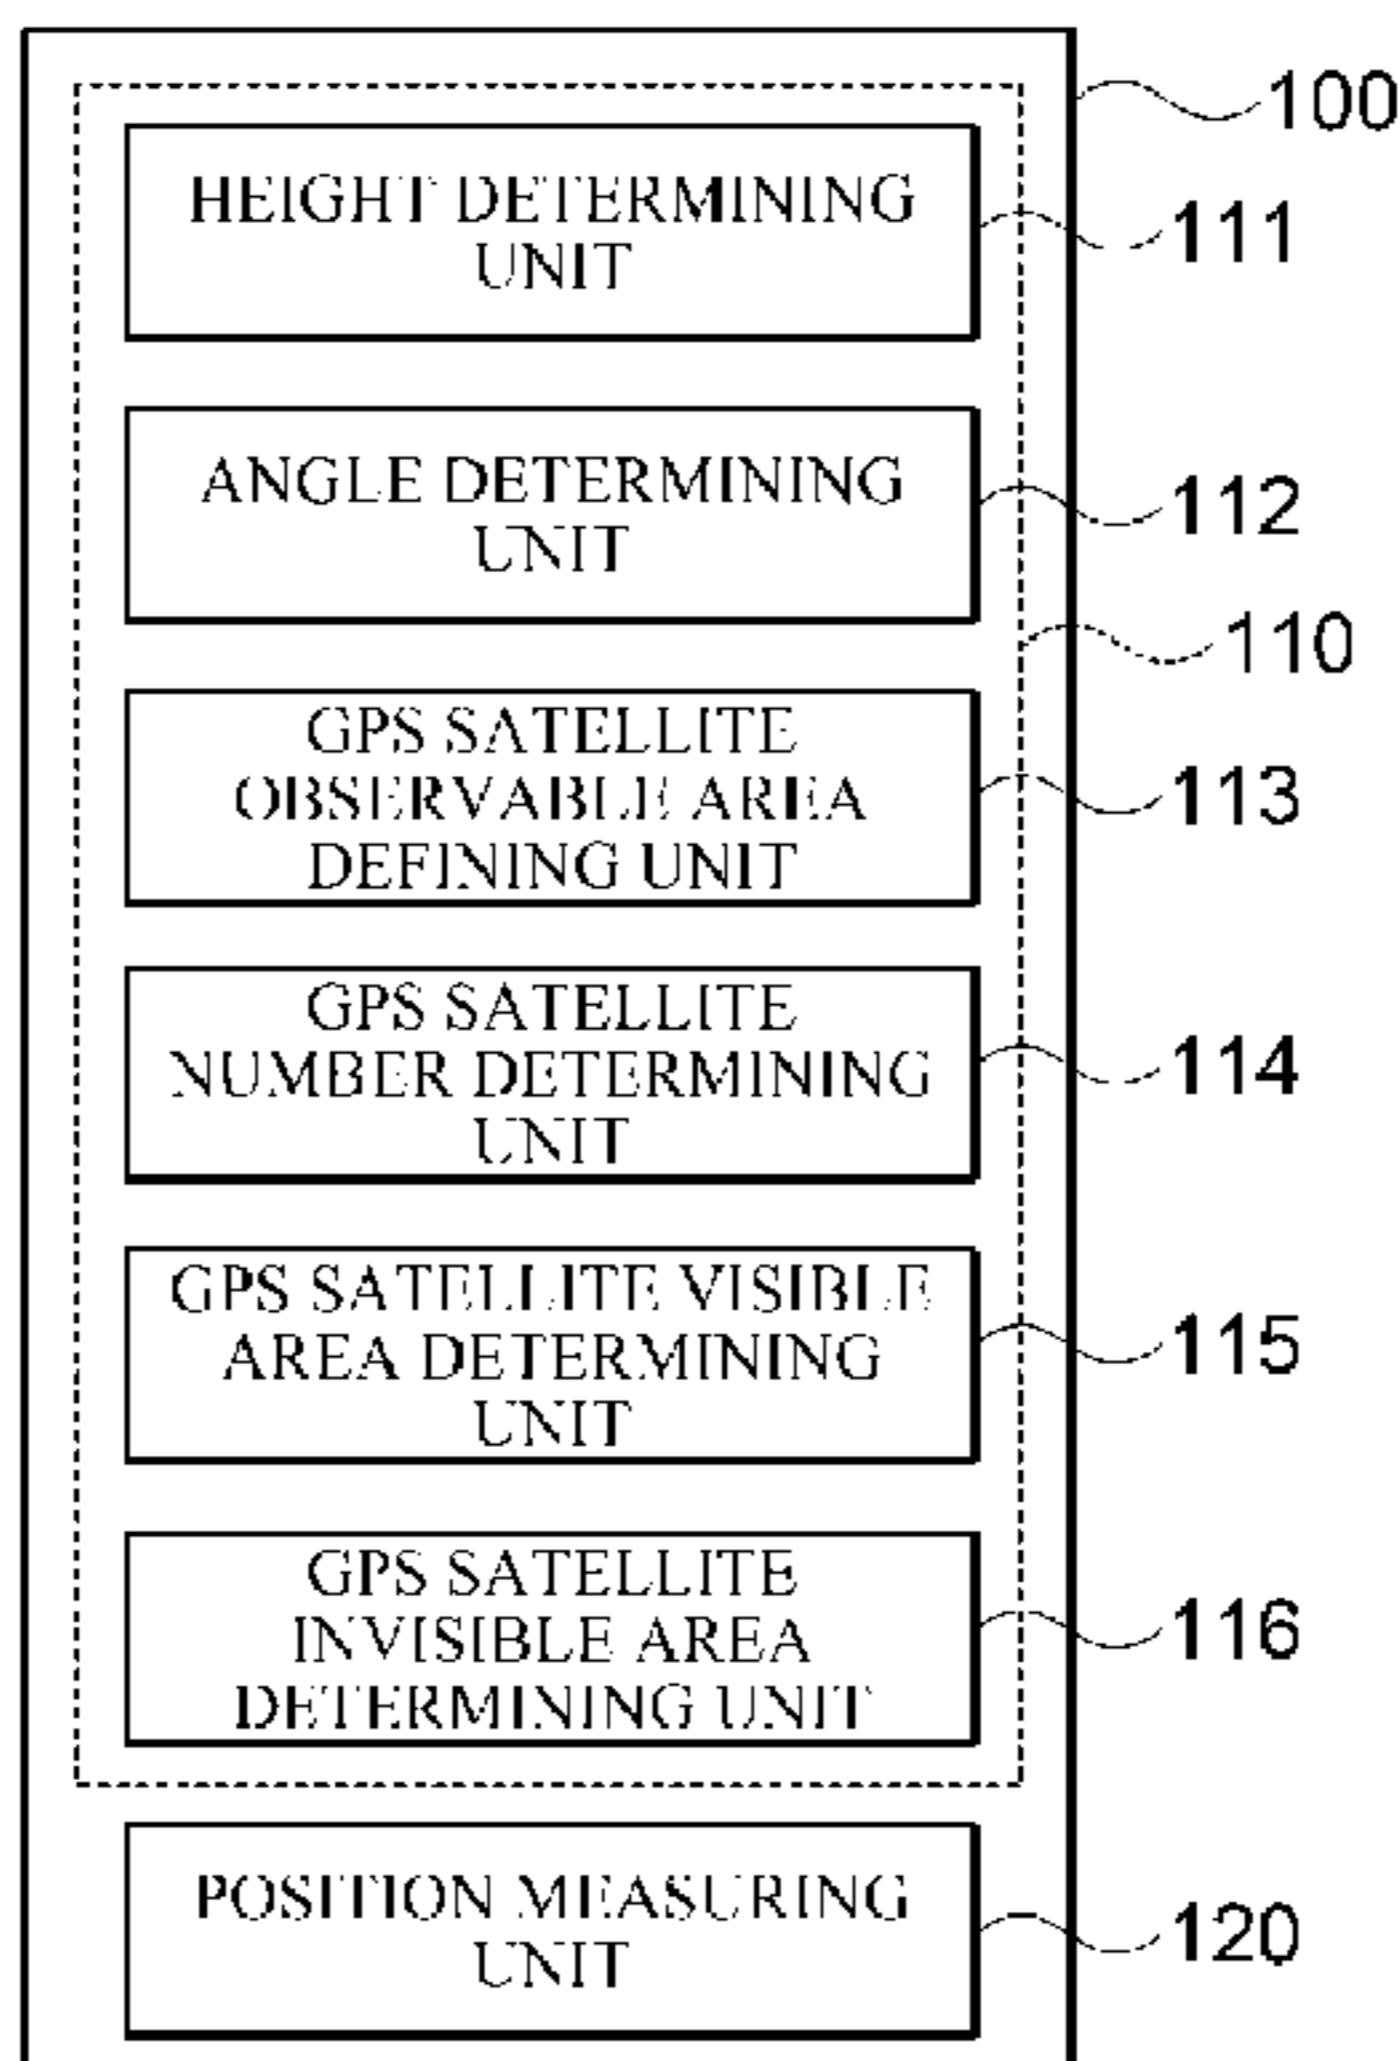 100
HEIGHT DETERMINING
UNIT
111
ANGLE DETERMINING
UNIT
112
110
GPS SATELLITE
OBSERVABLE AREA
DEFINING UNIT
113
GPS SATELLITE
NUMBER DETERMINING
UNIT
114
GPS SATELLITE VISIBLE
AREA DETERMINING
UNIT
115
GPS SATELLITE
INVISIBLE AREA
DETERMINING UNIT
116
POSITION MEASURING
UNIT
120